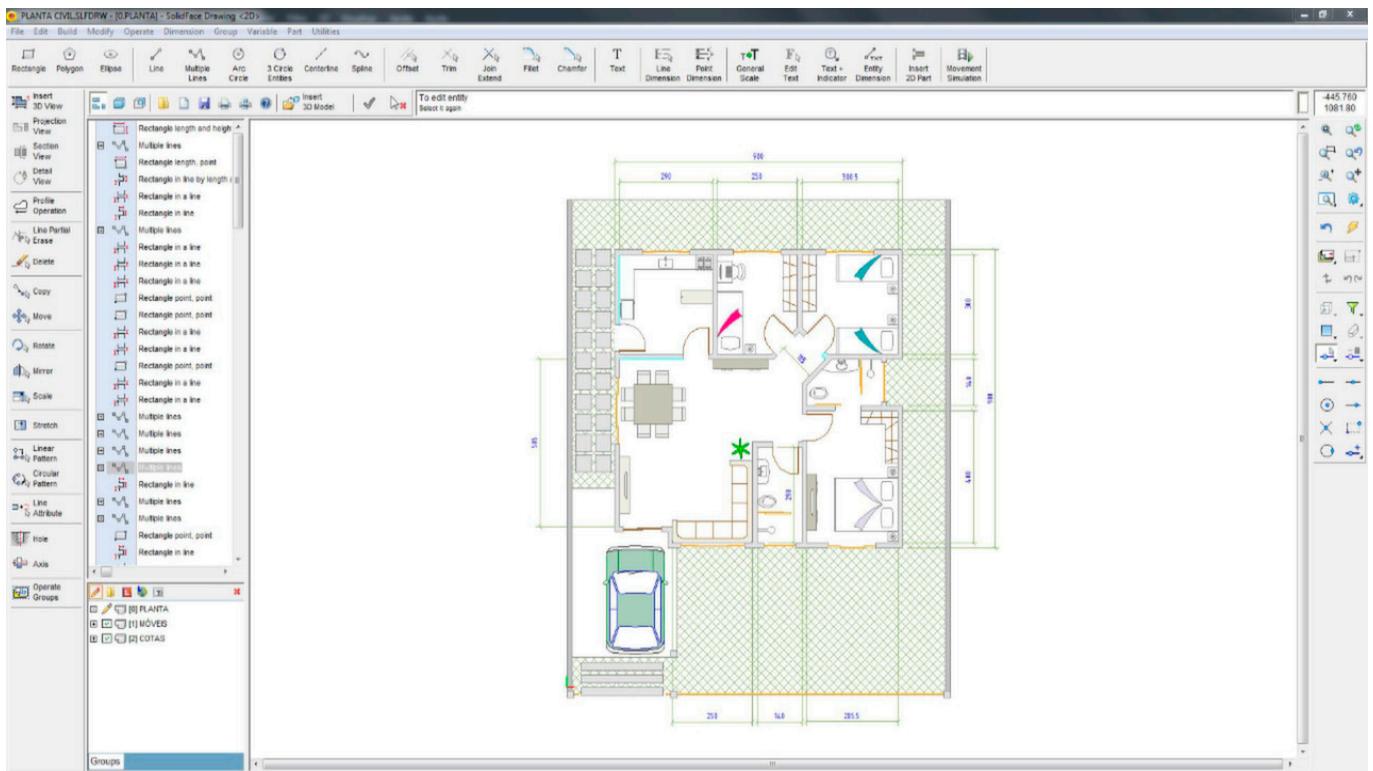 PLANTA CIVIL.SLFDRW - [0.PLANTA] - SolidFace Drawing <2D>
File Edit Build Modify Operate Dimension Group Variable Part Utilities
Rectangle Polygon Ellipse Line Multiple Lines Arc Circle 3 Circle Entities Centerline Spline Offset Trim Join Extend Fillet Chamfer Text Line Dimension Point Dimension General Scale Edit Text Text + Indicator Entity Dimension Insert 2D Part Movement Simulation
Insert 3D View
Insert 3D Model
To edit entity
Select it again
-445.760
1081.80
Projection View
Section View
Detail View
Profile Operation
Line Partial Erase
Delete
Copy
Move
Rotate
Mirror
Scale
Stretch
Linear Pattern
Circular Pattern
Line Attribute
Hole
Axis
Operate Groups
Rectangle length and heigh
Multiple lines
Rectangle length, point
Rectangle in line by length
Rectangle in a line
Rectangle in line
Multiple lines
Rectangle in a line
Rectangle in a line
Rectangle in a line
Rectangle point, point
Rectangle point, point
Rectangle in a line
Rectangle in a line
Rectangle point, point
Rectangle in a line
Rectangle in a line
Multiple lines
Multiple lines
Multiple lines
Multiple lines
Rectangle in line
Multiple lines
Multiple lines
Rectangle point, point
Rectangle in line
[0] PLANTA
[1] MÓVEIS
[2] COTAS
Groups
900
290 250 300.5
300
140
400
505
290
250 140 285.5